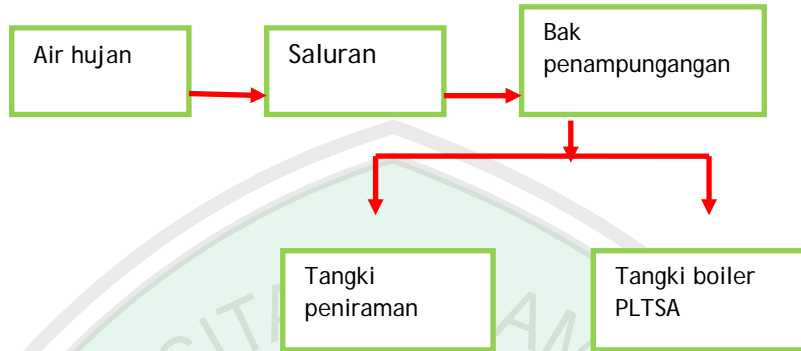 Air hujan
Saluran
Bak
penampungangan
Tangki
peniraman
Tangki boiler
PLTSA